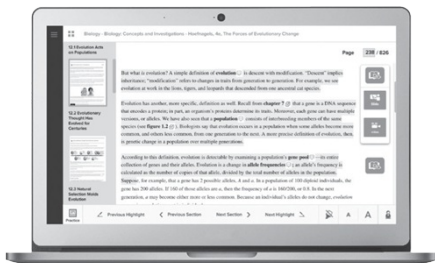 Biology - Biology: Concepts and Investigations - Hoefnagels, 4e, The Forces of Evolutionary Change
Page 238 / 826
12.1 Evolution Acts
on Populations
12.2 Evolutionary
Thought Has
Evolved for
Centuries
12.3 Natural
Selection Molds
Evolution
But what is evolution? A simple definition of evolution is descent with modification. "Descent" implies
inheritance; "modification" refers to changes in traits from generation to generation. For example, we see
evolution at work in the lions, tigers, and leopards that descended from one ancestral cat species.
Evolution has another, more specific, definition as well. Recall from chapter 7 that a gene is a DNA sequence
that encodes a protein; in part, an organism's proteins determine its traits. Moreover, each gene can have multiple
versions, or alleles. We have also seen that a population consists of interbreeding members of the same
species (see figure 1.2). Biologists say that evolution occurs in a population when some alleles become more
common, and others less common, from one generation to the next. A more precise definition of evolution, then,
is genetic change in a population over multiple generations.
According to this definition, evolution is detectable by examining a population's gene pool —its entire
collection of genes and their alleles. Evolution is a change in allele frequencies; an allele's frequency is
calculated as the number of copies of that allele, divided by the total number of alleles in the population.
Suppose, for example, that a gene has 2 possible alleles, A and a. In a population of 100 diploid individuals, the
gene has 200 alleles. If 160 of those alleles are a, then the frequency of a is 160/200, or 0.8. In the next
generation, a may become either more or less common. Because an individual's alleles do not change, evolution
Practice
Previous Highlight
Previous Section
Next Section
Next Highlight
A
A